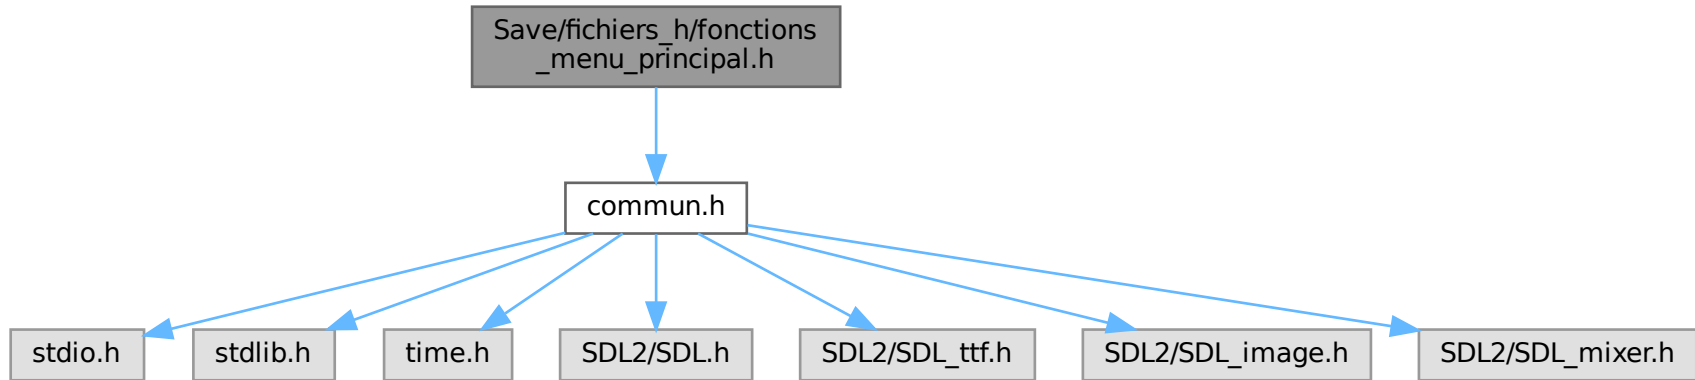 Save/fichiers_h/fonctions
_menu_principal.h
commun.h
stdio.h
stdlib.h
time.h
SDL2/SDL.h
SDL2/SDL_ttf.h
SDL2/SDL_image.h
SDL2/SDL_mixer.h